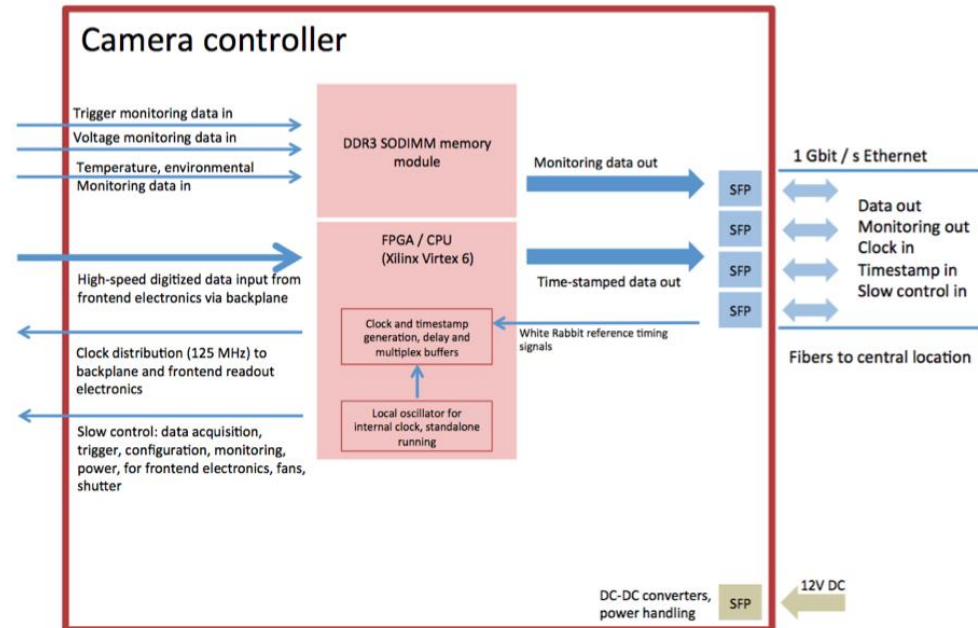 Camera controller
Trigger monitoring data in
Voltage monitoring data in
Temperature, environmental
Monitoring data in
DDR3 SODIMM memory
module
Monitoring data out
SFP
SFP
SFP
SFP
1 Gbit / s Ethernet
Data out
Monitoring out
Clock in
Timestamp in
Slow control in
Fibers to central location
FPGA / CPU
(Xilinx Virtex 6)
High-speed digitized data input from
frontend electronics via backplane
Time-stamped data out
Clock and timestamp
generation, delay and
multiplex buffers
White Rabbit reference timing
signals
Clock distribution (125 MHz) to
backplane and frontend readout
electronics
Local oscillator for
internal clock, standalone
running
Slow control: data acquisition,
trigger, configuration, monitoring,
power, for frontend electronics, fans,
shutter
DC-DC converters,
power handling
SFP
12V DC